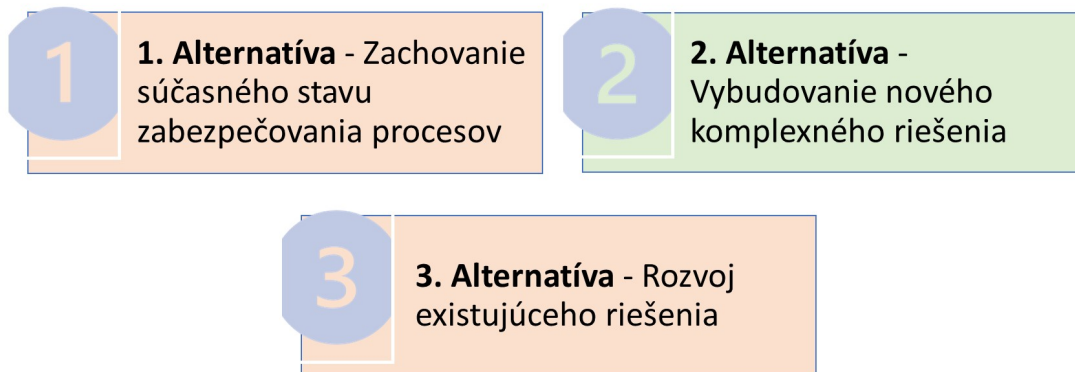 1
1. Alternatíva - Zachovanie
súčasného stavu
zabezpečovania procesov
2
2. Alternatíva -
Vybudovanie nového
komplexného riešenia
3
3. Alternatíva - Rozvoj
existujúceho riešenia